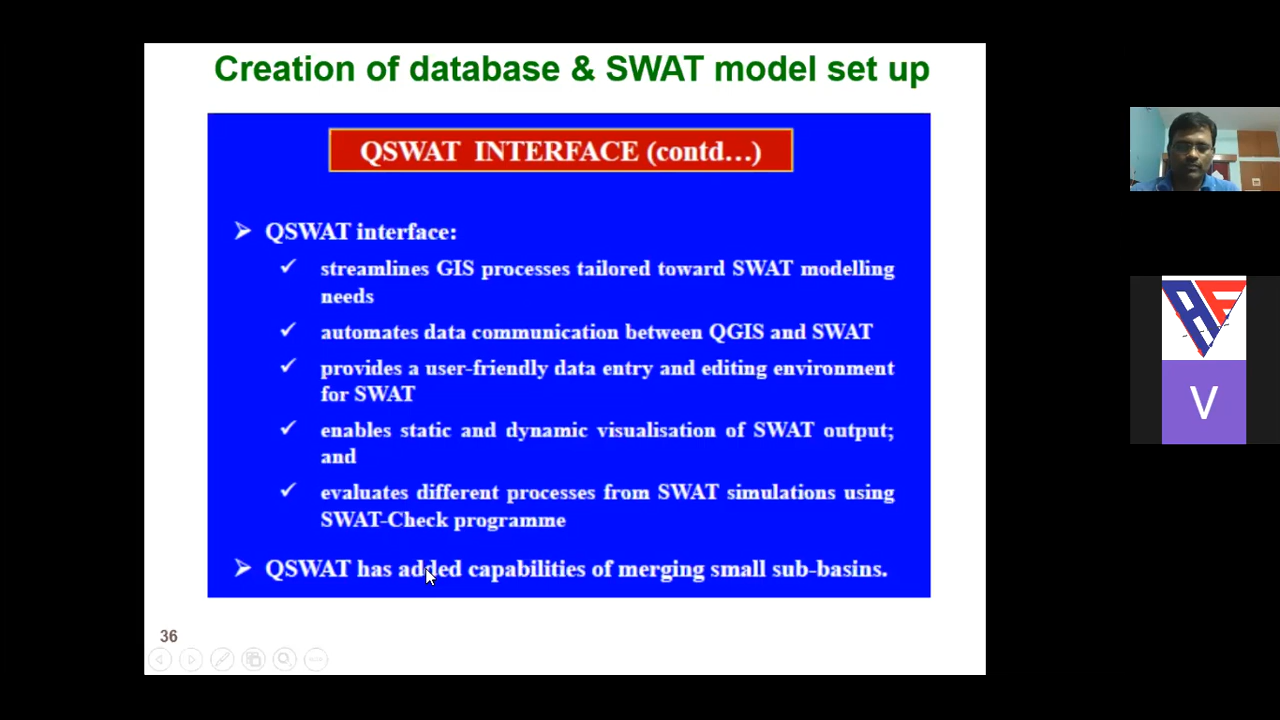 Creation of database & SWAT model set up
QSWAT INTERFACE (contd…)
➢ QSWAT interface:
✓ streamlines GIS processes tailored toward SWAT modelling
needs
✓ automates data communication between QGIS and SWAT
✓ provides a user-friendly data entry and editing environment
for SWAT
✓ enables static and dynamic visualisation of SWAT output;
and
✓ evaluates different processes from SWAT simulations using
SWAT-Check programme
➢ QSWAT has added capabilities of merging small sub-basins.
36
AF
V